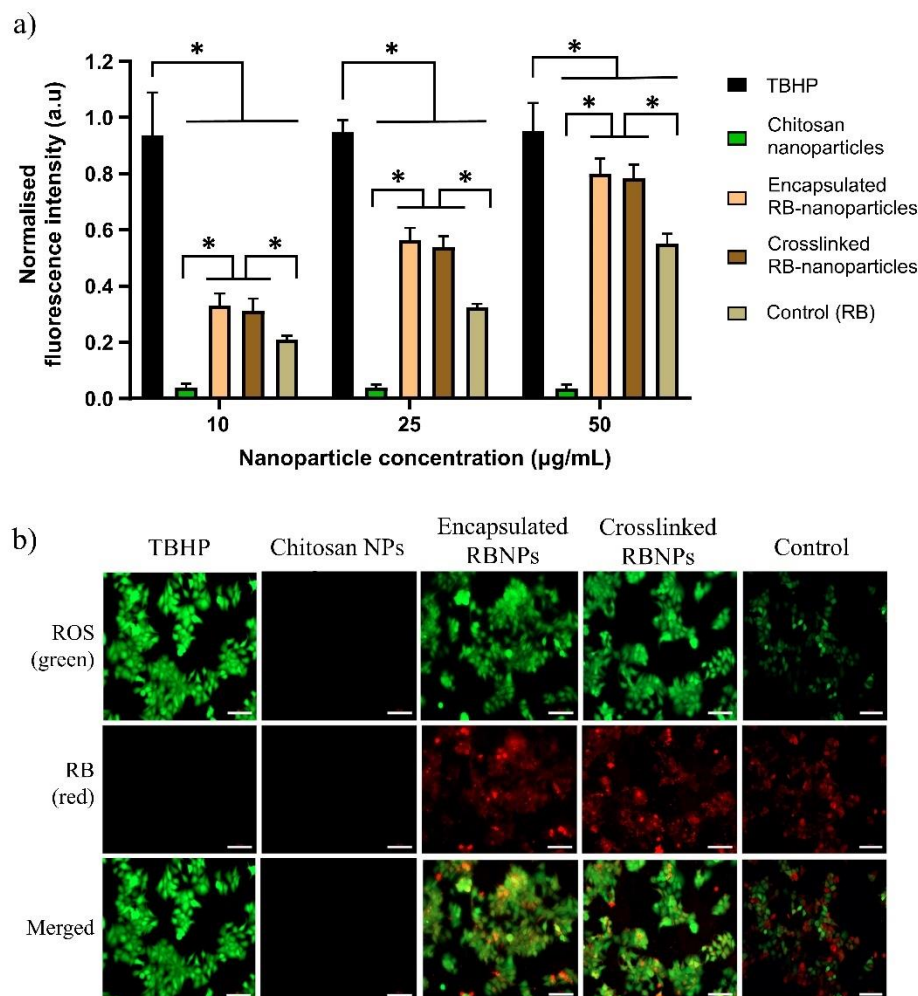 a)
Normalised
fluorescence intensity (a.u)
1.2
1.0
0.8
0.6
0.4
0.2
0.0
*
*
*
*
*
*
*
*
*
10
25
50
Nanoparticle concentration (µg/mL)
TBHP
Chitosan
nanoparticles
Encapsulated
RB-nanoparticles
Crosslinked
RB-nanoparticles
Control (RB)
b)
TBHP
Chitosan NPs
Encapsulated
RBNPs
Crosslinked
RBNPs
Control
ROS
(green)
RB
(red)
Merged